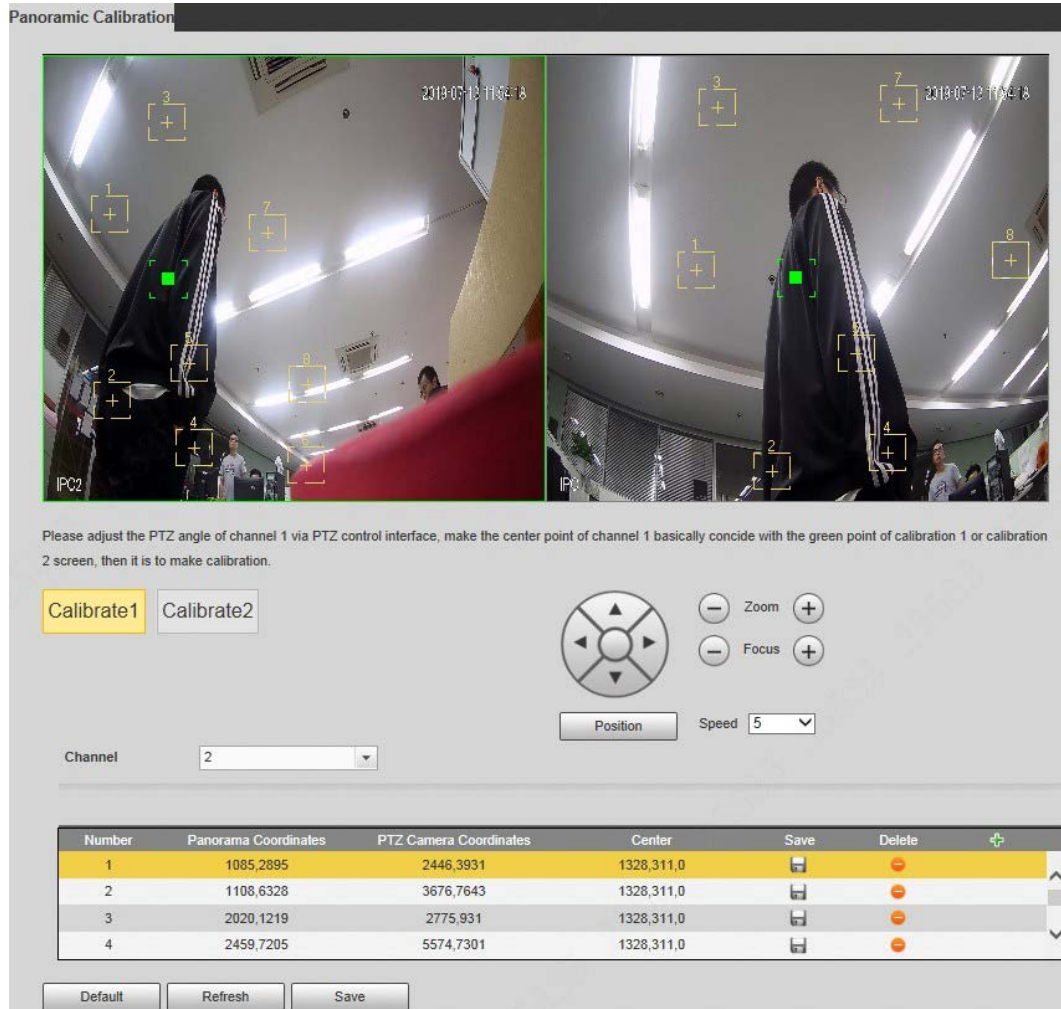 Panoramic Calibration
3
2019-07-12 11:54:18
1
7
5
8
2
4
6
IPC2
3
7
2019-07-12 11:54:18
1
8
5
4
2
IPC
Please adjust the PTZ angle of channel 1 via PTZ control interface, make the center point of channel 1 basically concide with the green point of calibration 1 or calibration
2 screen, then it is to make calibration.
Calibrate1 Calibrate2
Zoom
Focus
Position Speed 5
Channel 2
Number Panorama Coordinates PTZ Camera Coordinates Center Save Delete
1 1085,2895 2446,3931 1328,311,0
2 1108,6328 3676,7643 1328,311,0
3 2020,1219 2775,931 1328,311,0
4 2459,7205 5574,7301 1328,311,0
Default Refresh Save